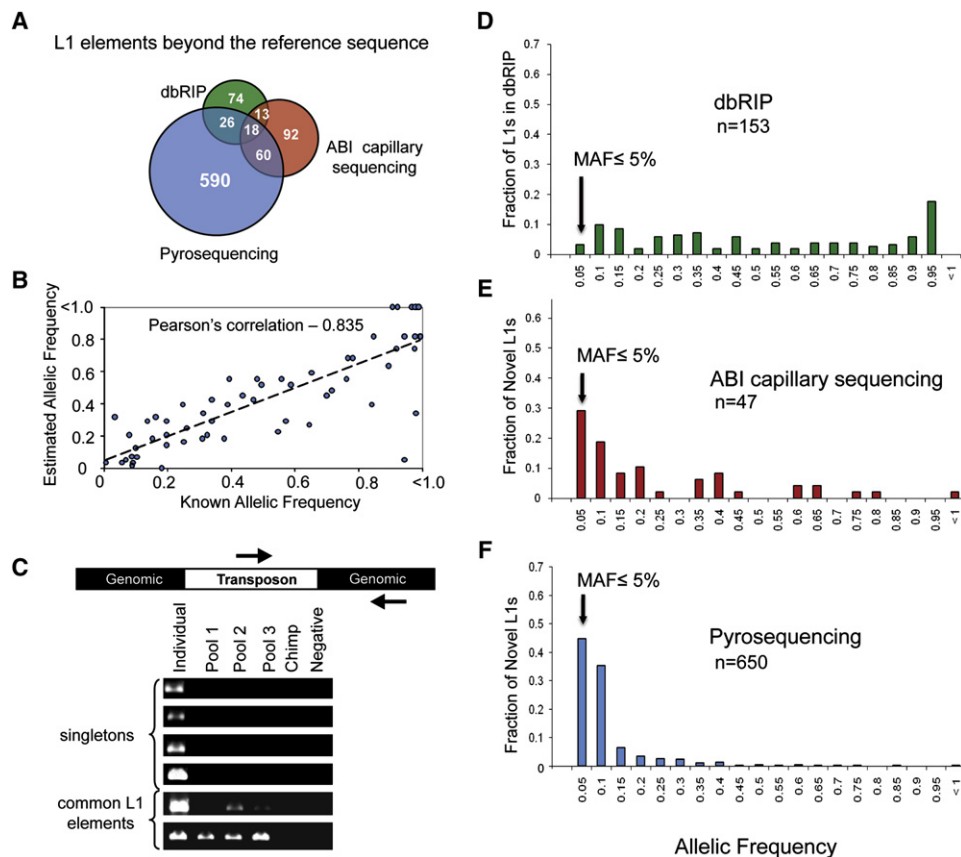 A
L1 elements beyond the reference sequence
dbRIP
74
13
26
18
92
60
ABI capillary
sequencing
590
Pyrosequencing
B
Pearson's correlation – 0.835
Estimated Allelic Frequency
<1.0
0.8
0.6
0.4
0.2
0
0
0.2
0.4
0.6
0.8
<1.0
Known Allelic Frequency
C
Genomic
Transposon
Genomic
Individual
Pool 1
Pool 2
Pool 3
Chimp
Negative
singletons
common L1
elements
D
dbRIP
n=153
MAF≤ 5%
Fraction of L1s in dbRIP
0.7
0.6
0.5
0.4
0.3
0.2
0.1
0
0.05
0.1
0.15
0.2
0.25
0.3
0.35
0.4
0.45
0.5
0.55
0.6
0.65
0.7
0.75
0.8
0.85
0.9
0.95
< 1
E
MAF≤ 5%
ABI capillary sequencing
n=47
Fraction of Novel L1s
0.7
0.6
0.5
0.4
0.3
0.2
0.1
0
0.05
0.1
0.15
0.2
0.25
0.3
0.35
0.4
0.45
0.5
0.55
0.6
0.65
0.7
0.75
0.8
0.85
0.9
0.95
< 1
F
MAF≤ 5%
Pyrosequencing
n=650
Fraction of Novel L1s
0.7
0.6
0.5
0.4
0.3
0.2
0.1
0
0.05
0.1
0.15
0.2
0.25
0.3
0.35
0.4
0.45
0.5
0.55
0.6
0.65
0.7
0.75
0.8
0.85
0.9
0.95
< 1
Allelic Frequency